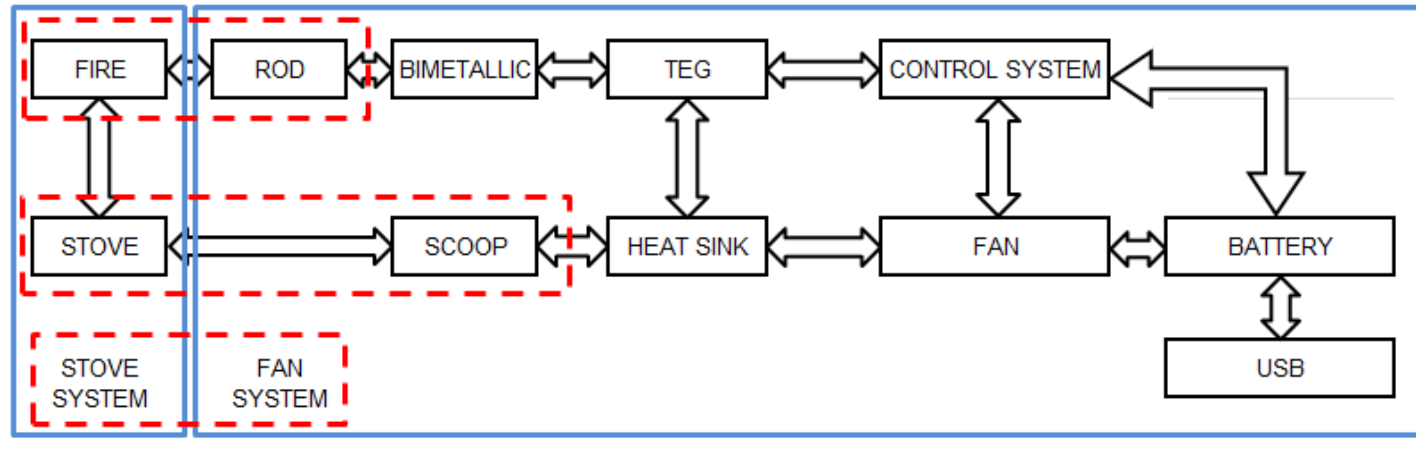 FIRE
ROD
BIMETALLIC
TEG
CONTROL SYSTEM
STOVE
SCOOP
HEAT SINK
FAN
BATTERY
STOVE
SYSTEM
FAN
SYSTEM
USB